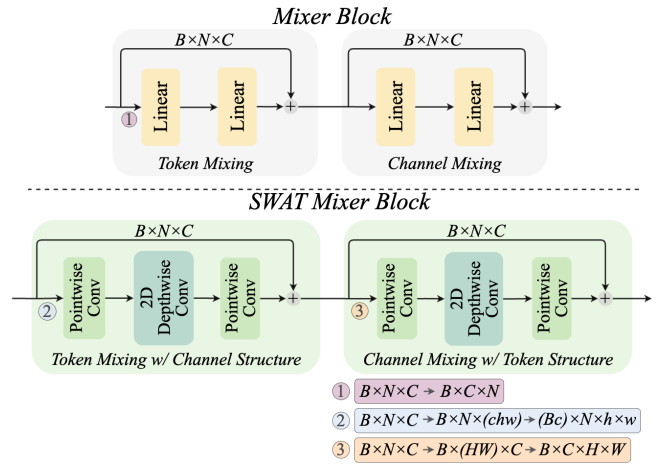 Mixer Block
B×N×C
B×N×C
Linear
Linear
Linear
Linear
1
Token Mixing
Channel Mixing
SWAT Mixer Block
B×N×C
B×N×C
Pointwise
Conv
2D
Depthwise
Conv
Pointwise
Conv
Pointwise
Conv
2D
Depthwise
Conv
Pointwise
Conv
2
3
Token Mixing w/ Channel Structure
Channel Mixing w/ Token Structure
1 B×N×C → B×C×N
2 B×N×C → B×N×(chw) → (Bc)×N×h×w
3 B×N×C → B×(HW)×C → B×C×H×W